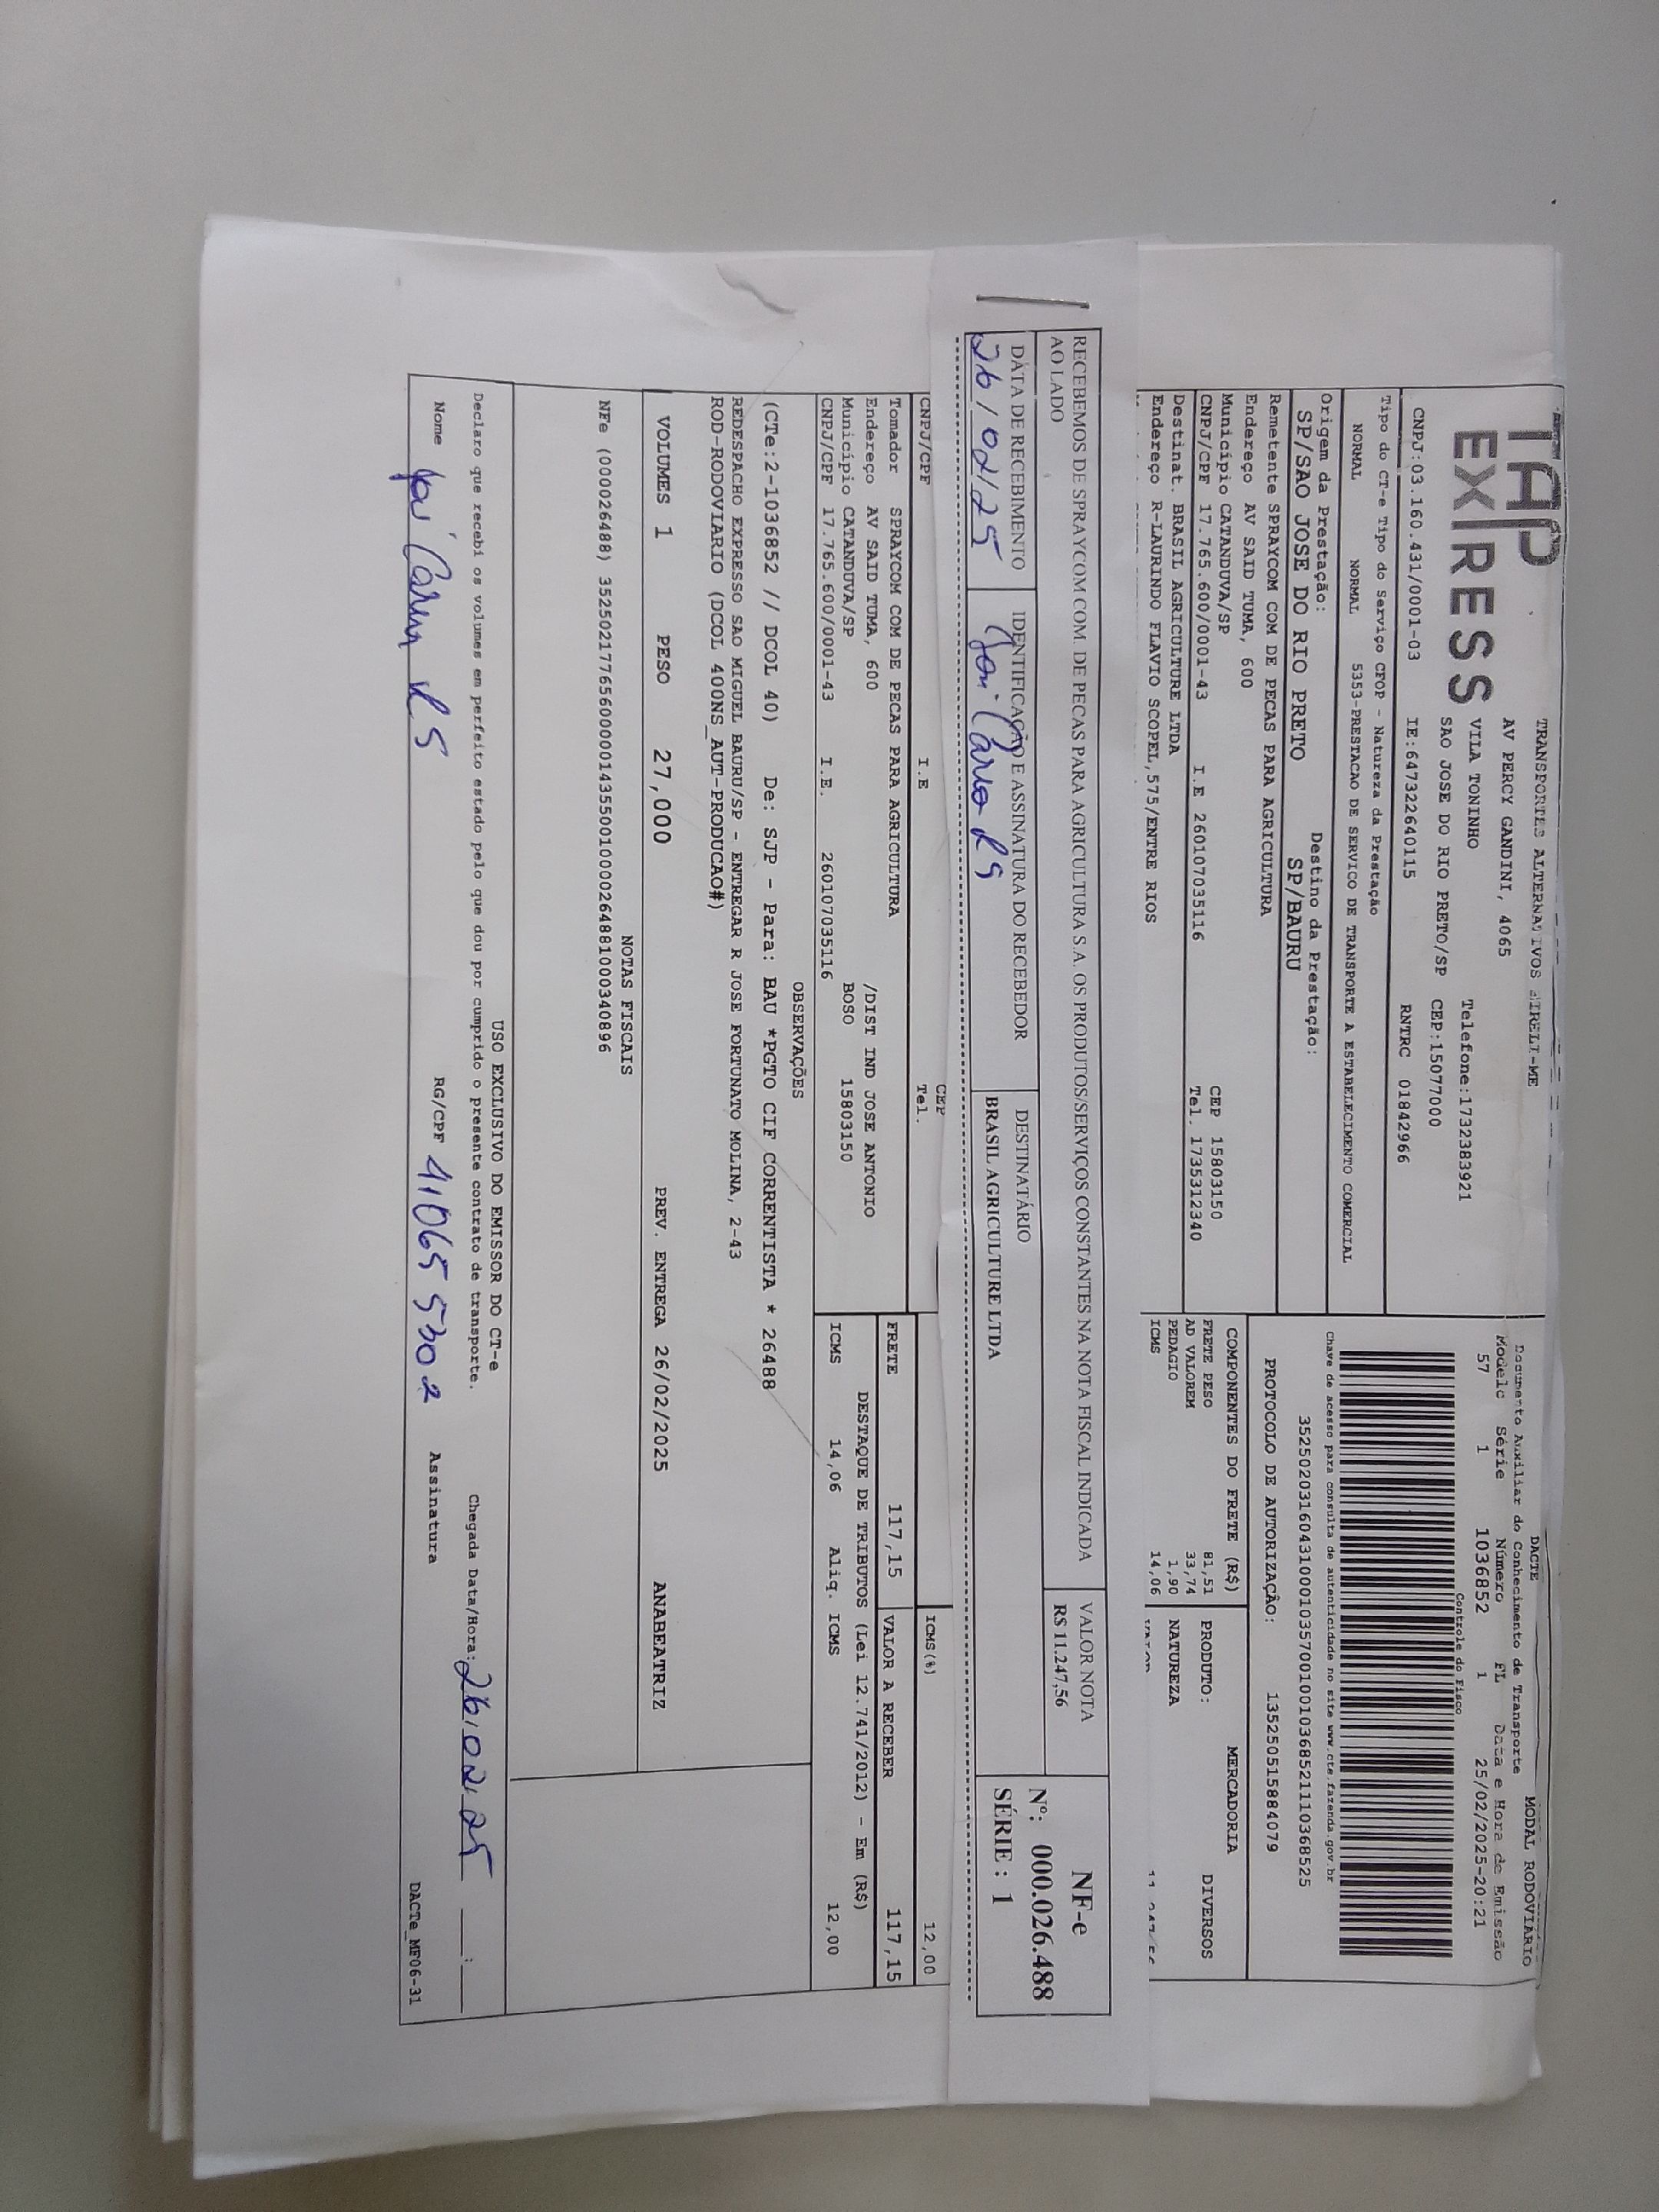 TAP
EXPRESS
TRANSPORTES ALTERNATIVOS EIRELI-ME
AV PERCY GANDINI, 4065
VILA TONINHO Telefone:1732383921
SAO JOSE DO RIO PRETO/SP CEP:15077000
CNPJ:03.160.431/0001-03 IE:647322640115 RNTRC 01842966
Tipo do CT-e Tipo do Serviço CFOP - Natureza da Prestação
NORMAL NORMAL 5353-PRESTACAO DE SERVICO DE TRANSPORTE A ESTABELECIMENTO COMERCIAL
Origem da Prestação: Destino da Prestação:
SP/SAO JOSE DO RIO PRETO SP/BAURU
Remetente SPRAYCOM COM DE PECAS PARA AGRICULTURA
Endereço AV SAID TUMA, 600
Município CATANDUVA/SP CEP 15803150
CNPJ/CPF 17.765.600/0001-43 I.E 260107035116 Tel. 1735312340
Destinat. BRASIL AGRICULTURE LTDA
Endereço R-LAURINDO FLAVIO SCOPEL,575/ENTRE RIOS
DACTE MODAL RODOVIÁRIO
Documento Auxiliar do Conhecimento de Transporte
Modelo Série Número FL Data e Hora de Emissão
57 1 1036852 1 25/02/2025-20:21
Controle do Fisco
Chave de acesso para consulta de autenticidade no site www.cte.fazenda.gov.br
35250203160431000103570010010368521110368525
PROTOCOLO DE AUTORIZAÇÃO: 135250515884079
COMPONENTES DO FRETE (R$) MERCADORIA
FRETE PESO 81,51 PRODUTO: DIVERSOS
AD VALOREM 33,74
PEDAGIO 1,90 NATUREZA
ICMS 14,06
RECEBEMOS DE SPRAYCOM COM DE PECAS PARA AGRICULTURA S.A. OS PRODUTOS/SERVIÇOS CONSTANTES NA NOTA FISCAL INDICADA
AO LADO
VALOR NOTA
R$ 11.247,56
NF-e
Nº: 000.026.488
SÉRIE : 1
DATA DE RECEBIMENTO IDENTIFICAÇÃO E ASSINATURA DO RECEBEDOR DESTINATÁRIO
26/02/25 BRASIL AGRICULTURE LTDA
CEP
CNPJ/CPF I.E Tel.
Tomador SPRAYCOM COM DE PECAS PARA AGRICULTURA
Endereço AV SAID TUMA, 600 /DIST IND JOSE ANTONIO
Município CATANDUVA/SP BOSO 15803150
CNPJ/CPF 17.765.600/0001-43 I.E. 260107035116
ICMS(%) 12,00
FRETE 117,15 VALOR A RECEBER 117,15
DESTAQUE DE TRIBUTOS (Lei 12.741/2012) - Em (R$)
ICMS 14,06 Aliq. ICMS 12,00
OBSERVAÇÕES
(CTe:2-1036852 // DCOL 40) De: SJP - Para: BAU *PGTO CIF CORRENTISTA * 26488
REDESPACHO EXPRESSO SAO MIGUEL BAURU/SP - ENTREGAR R JOSE FORTUNATO MOLINA, 2-43
ROD-RODOVIARIO (DCOL 400NS_AUT-PRODUCAO#)
VOLUMES 1 PESO 27,000 PREV. ENTREGA 26/02/2025 ANABEATRIZ
NOTAS FISCAIS
NFe (000026488) 35250217765600000143550010000264881000340896
USO EXCLUSIVO DO EMISSOR DO CT-e
Declaro que recebi os volumes em perfeito estado pelo que dou por cumprido o presente contrato de transporte. Chegada Data/Hora: 26/02/25 __:__
Nome RG/CPF 410655302 Assinatura
DACTe_MF06-31